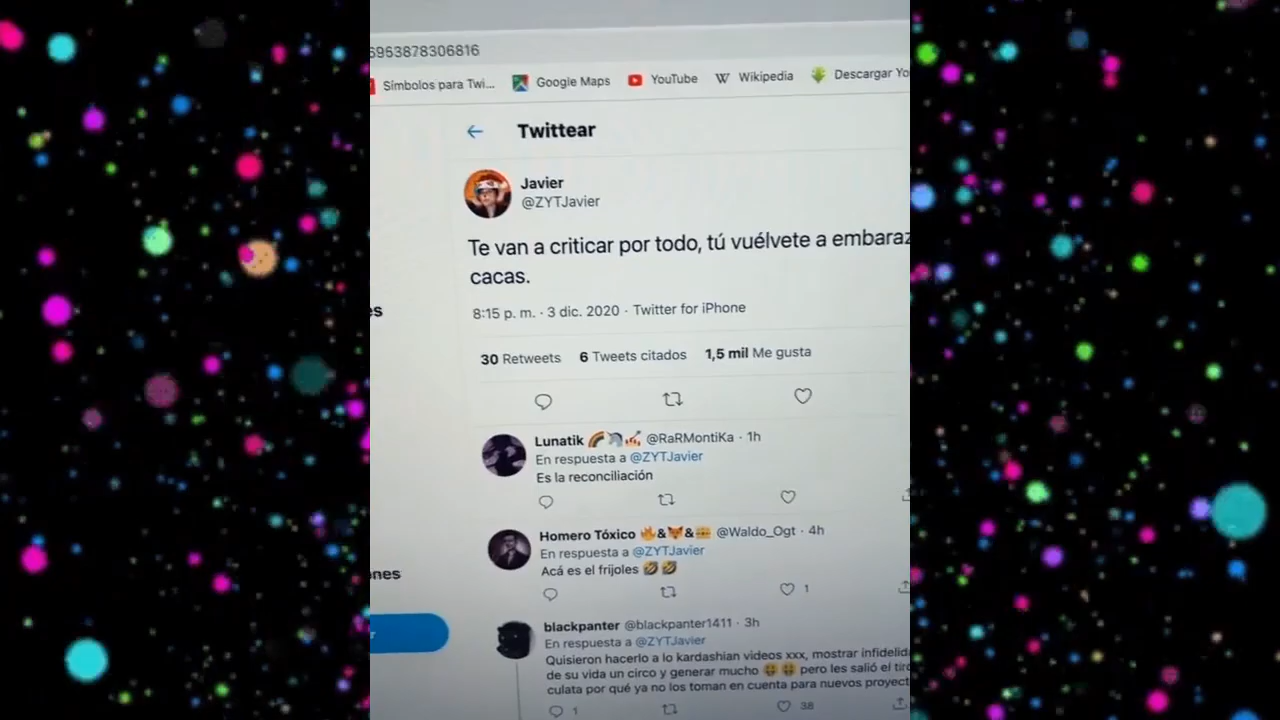 6963878306816
Símbolos para Twi... Google Maps YouTube Wikipedia Descargar Yo
Twittear
Javier
@ZYTJavier
Te van a criticar por todo, tú vuélvete a embaraz
cacas.
8:15 p. m. · 3 dic. 2020 · Twitter for iPhone
30 Retweets 6 Tweets citados 1,5 mil Me gusta
es
Lunatik 🌈🦄🎻 @RaRMontiKa · 1h
En respuesta a @ZYTJavier
Es la reconciliación
Homero Tóxico 🔥&🦊& @Waldo_Ogt · 4h
En respuesta a @ZYTJavier
Acá es el frijoles 🤣🤣
1
nes
r
blackpanter @blackpanter1411 · 3h
En respuesta a @ZYTJavier
Quisieron hacerlo a lo kardashian videos xxx, mostrar infidelid
de su vida un circo y generar mucho 🤑🤑 pero les salió el tiro
culata por qué ya no los toman en cuenta para nuevos proyect
1 38